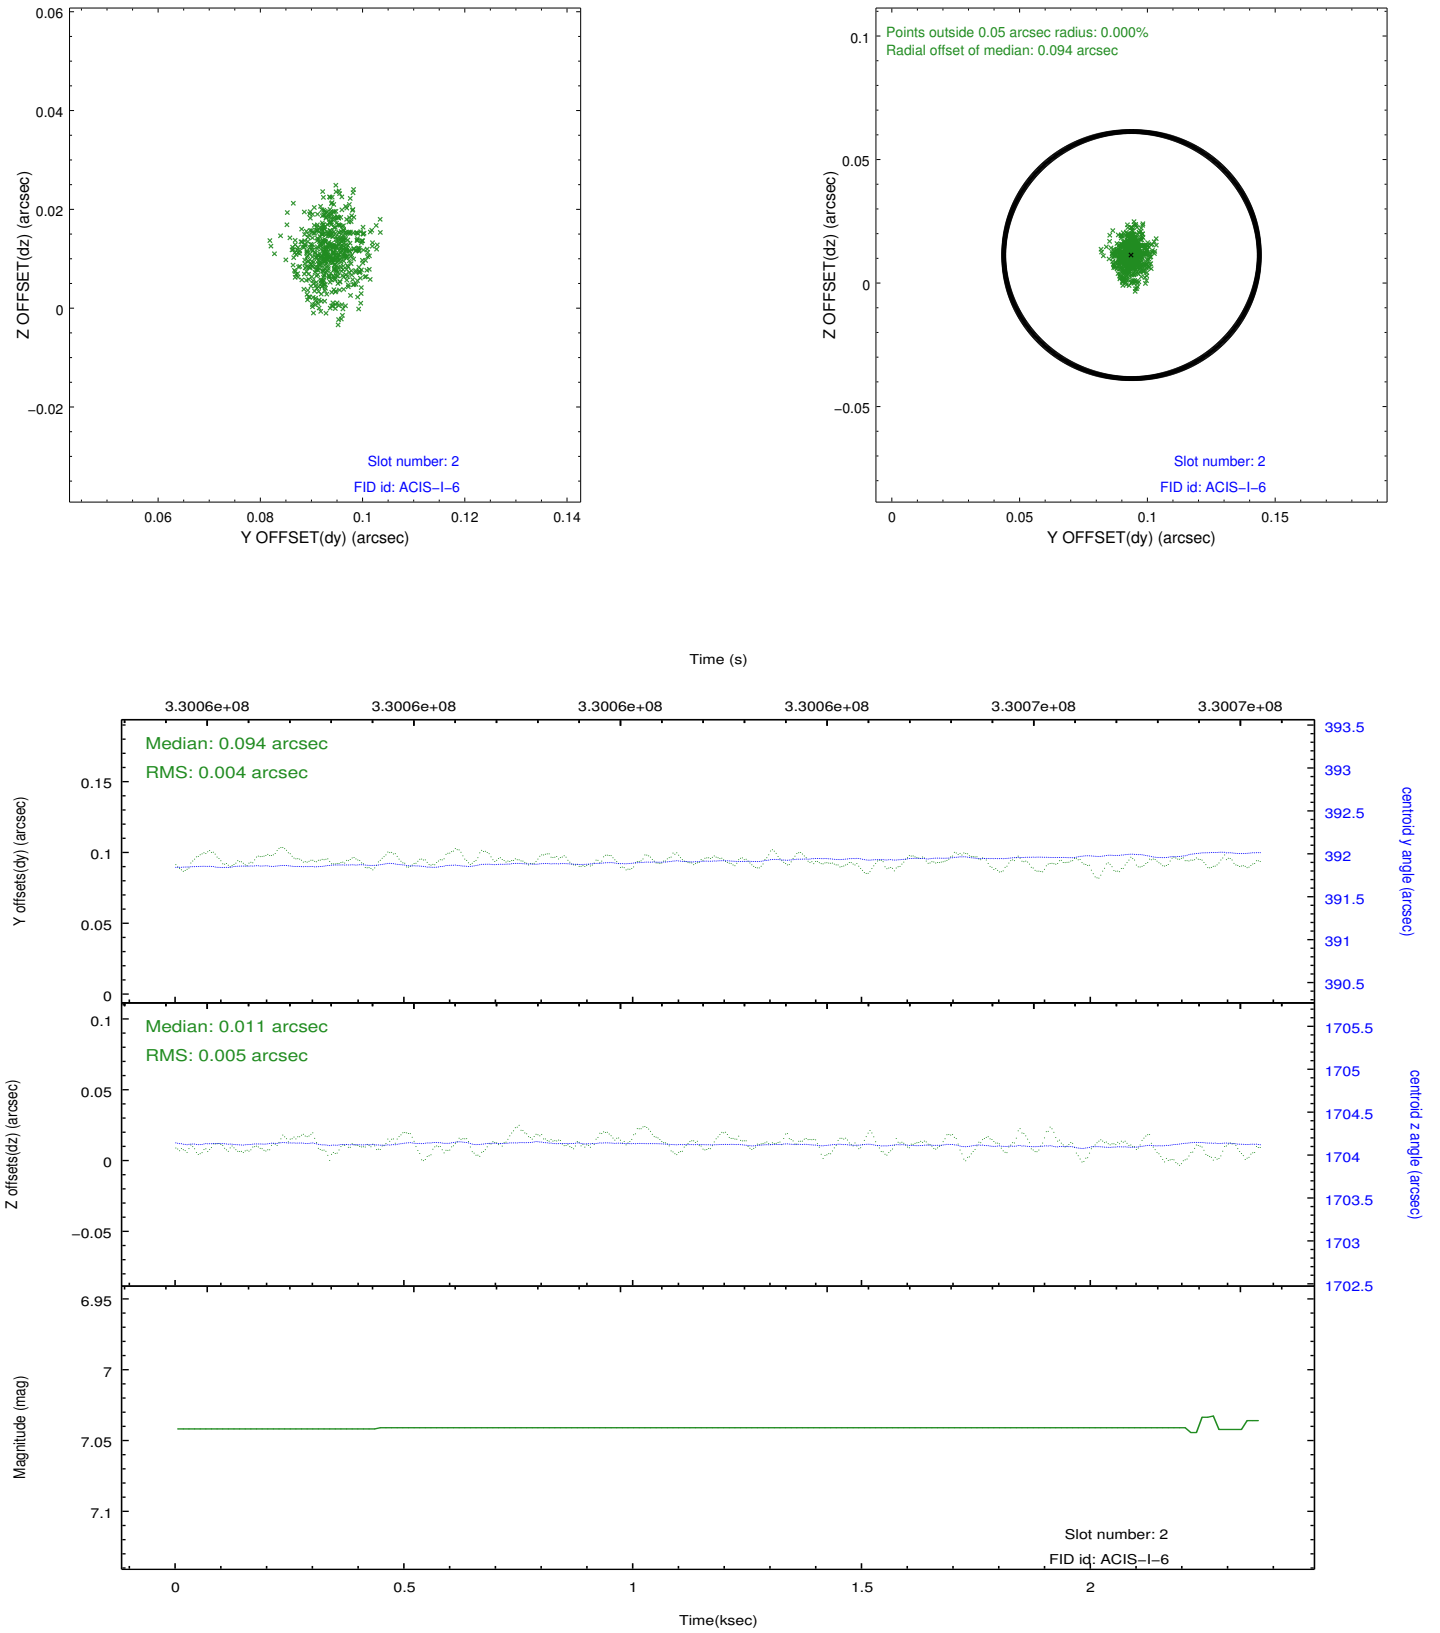 0.06
0.04
0.02
0
−0.02
Z OFFSET(dz) (arcsec)
Slot number: 2
FID id: ACIS−I−6
0.06 0.08 0.1 0.12 0.14
Y OFFSET(dy) (arcsec)
Points outside 0.05 arcsec radius: 0.000%
Radial offset of median: 0.094 arcsec
0.1
0.05
0
−0.05
Z OFFSET(dz) (arcsec)
Slot number: 2
FID id: ACIS−I−6
0 0.05 0.1 0.15
Y OFFSET(dy) (arcsec)
Time (s)
3.3006e+08 3.3006e+08 3.3006e+08 3.3006e+08 3.3007e+08 3.3007e+08
Median: 0.094 arcsec
RMS: 0.004 arcsec
0.15
0.1
0.05
0
Y offsets(dy) (arcsec)
393.5
393
392.5
392
391.5
391
390.5
centroid y angle (arcsec)
Median: 0.011 arcsec
RMS: 0.005 arcsec
0.1
0.05
0
−0.05
Z offsets(dz) (arcsec)
1705.5
1705
1704.5
1704
1703.5
1703
1702.5
centroid z angle (arcsec)
6.95
7
7.05
7.1
Magnitude (mag)
Slot number: 2
FID id: ACIS−I−6
0 0.5 1 1.5 2
Time(ksec)